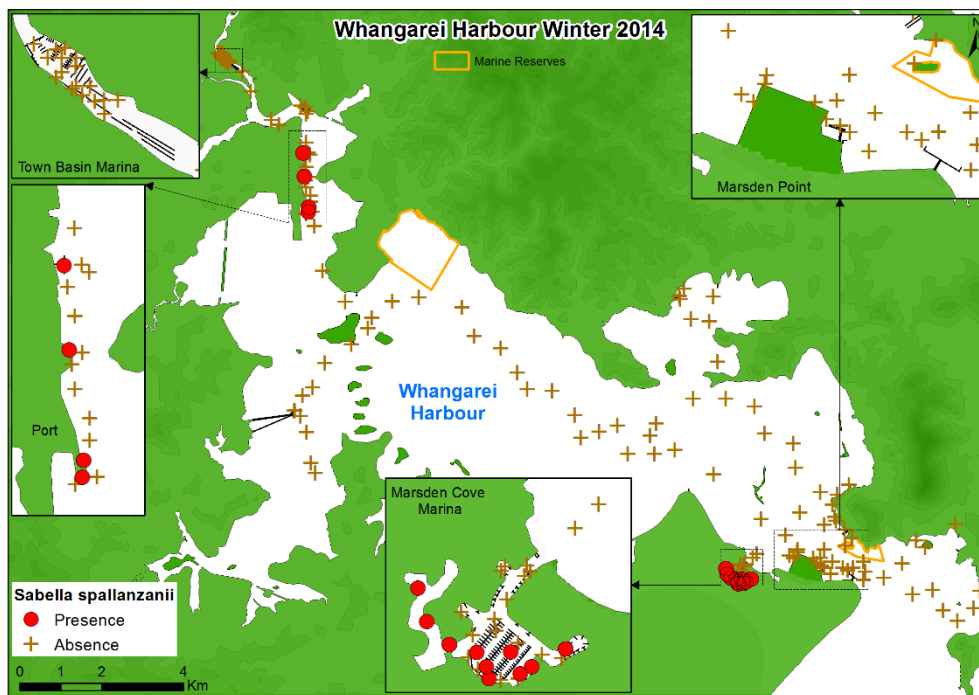 Whangarei Harbour Winter 2014
Marine Reserves
N
Town Basin Marina
Marsden Point
Port
Whangarei
Harbour
Marsden Cove
Marina
Sabella spallanzanii
Presence
Absence
0 1 2 4
Km